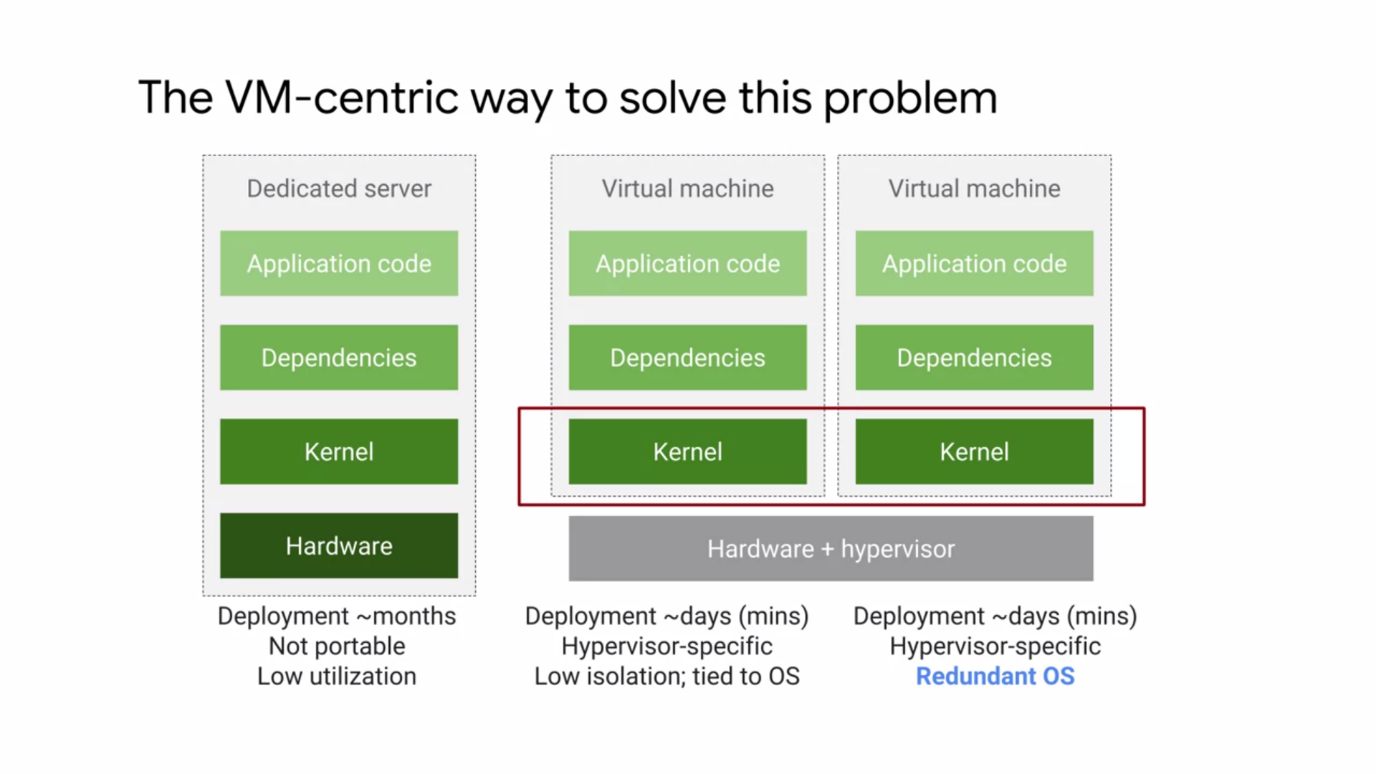 The VM-centric way to solve this problem
Dedicated server
Application code
Dependencies
Kernel
Hardware
Deployment ~months
Not portable
Low utilization
Virtual machine
Application code
Dependencies
Kernel
Virtual machine
Application code
Dependencies
Kernel
Hardware + hypervisor
Deployment ~days (mins)
Hypervisor-specific
Low isolation; tied to OS
Deployment ~days (mins)
Hypervisor-specific
Redundant OS